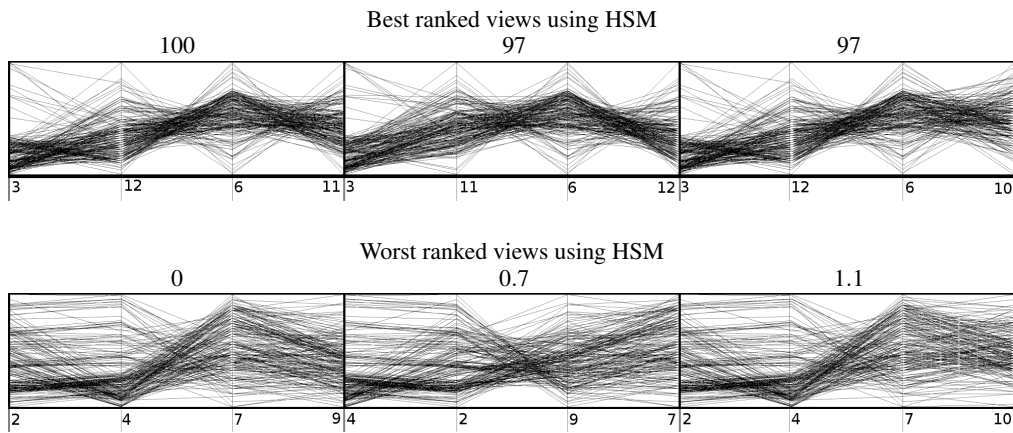 Best ranked views using HSM
100 97 97
3 12 6 11 3 11 6 12 3 12 6 10
Worst ranked views using HSM
0 0.7 1.1
2 4 7 9 4 2 9 7 2 4 7 10